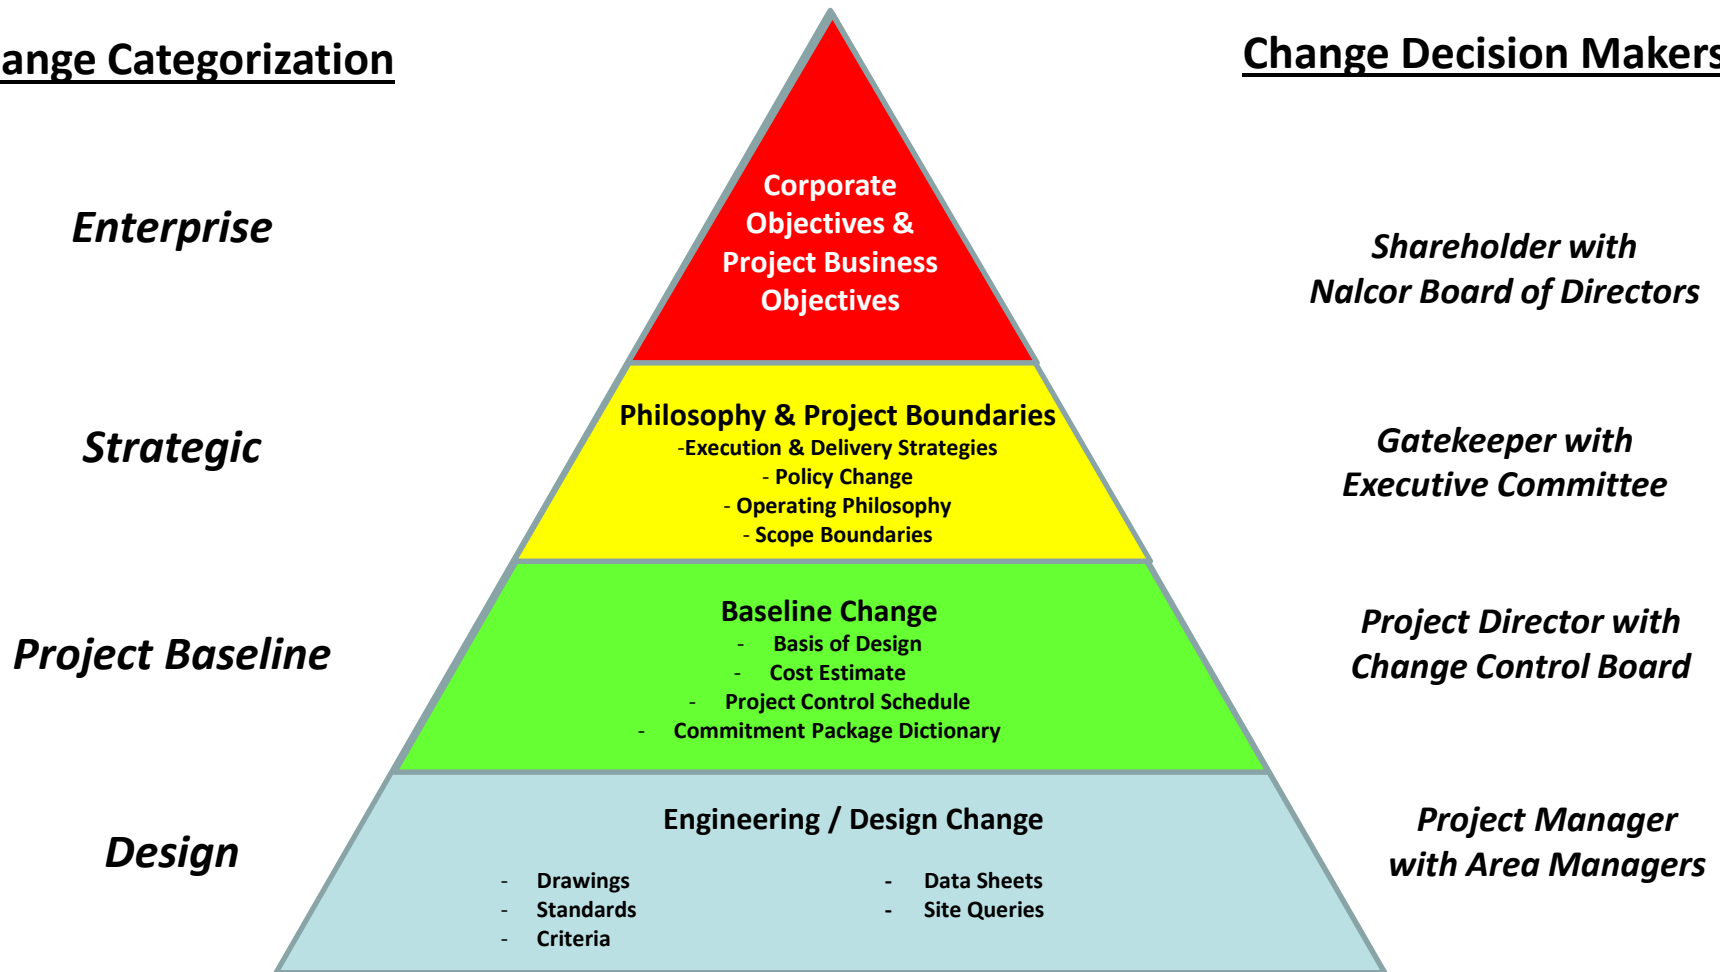 ange Categorization
Change Decision Makers
Enterprise
Corporate
Objectives &
Project Business
Objectives
Shareholder with
Nalcor Board of Directors
Strategic
Philosophy & Project Boundaries
-Execution & Delivery Strategies
- Policy Change
- Operating Philosophy
- Scope Boundaries
Gatekeeper with
Executive Committee
Project Baseline
Baseline Change
- Basis of Design
- Cost Estimate
- Project Control Schedule
- Commitment Package Dictionary
Project Director with
Change Control Board
Design
Engineering / Design Change
- Drawings
- Standards
- Criteria
- Data Sheets
- Site Queries
Project Manager
with Area Managers